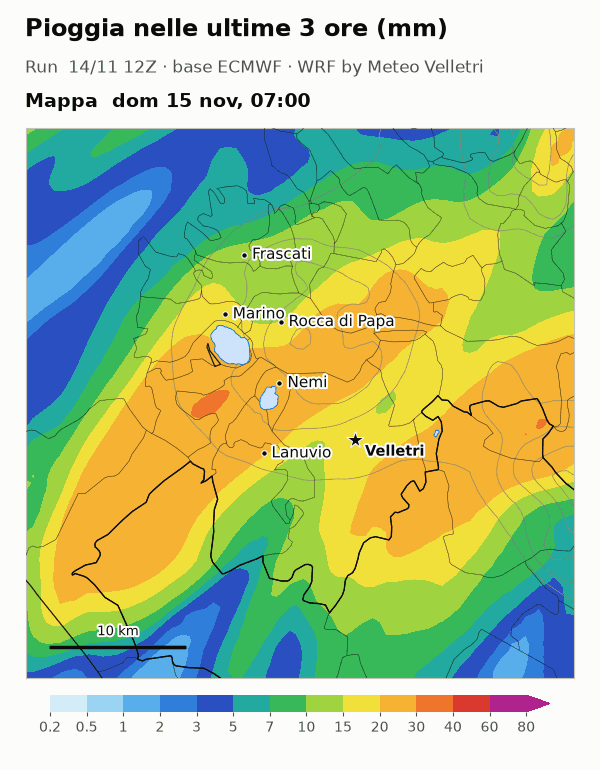 Pioggia nelle ultime 3 ore (mm)
Run  14/11 12Z · base ECMWF · WRF by Meteo Velletri
Mappa  dom 15 nov, 07:00
Frascati
Marino
Rocca di Papa
Nemi
Velletri
Lanuvio
10 km
0.2 0.5 1 2 3 5 7 10 15 20 30 40 60 80